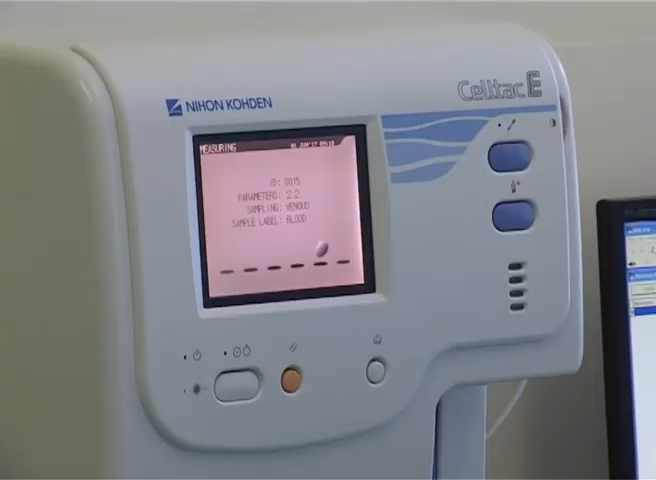 NIHON KOHDEN
Celltac E
MEASURING
ID: 0015
PARAMETERS: 22
SAMPLING: VENOUS
SAMPLE LABEL: BLOOD